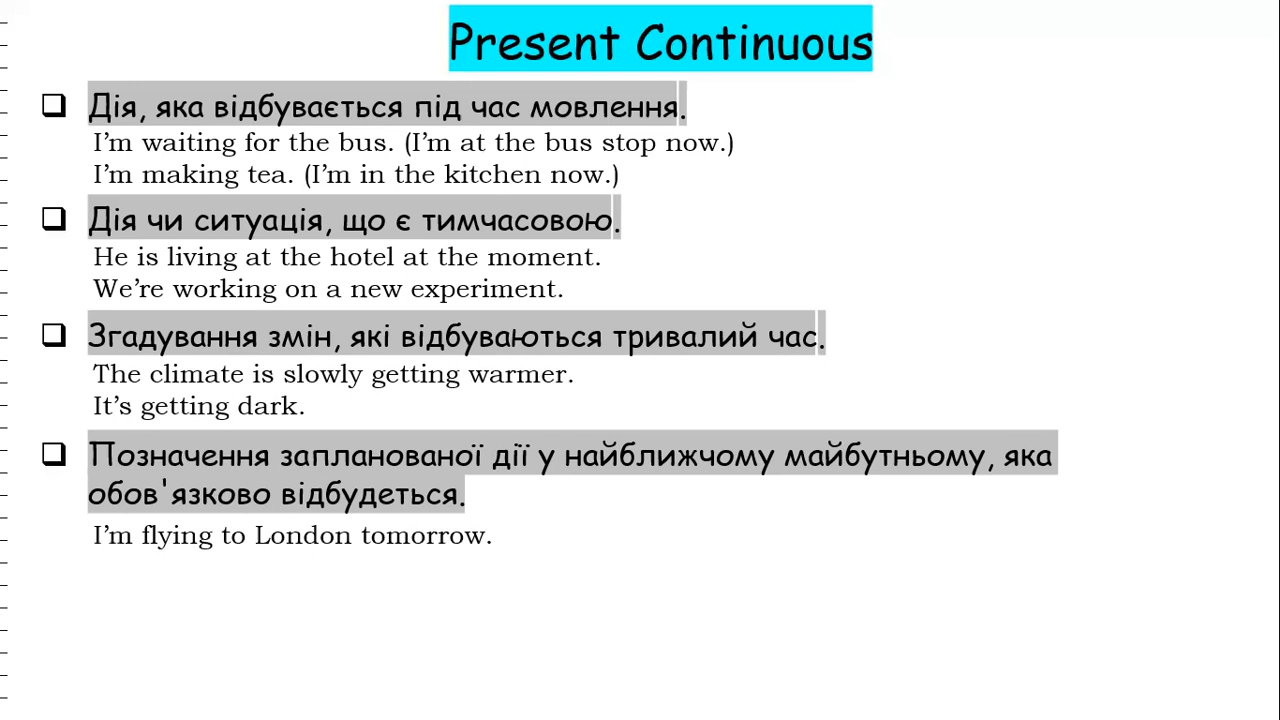 Present Continuous
Дія, яка відбувається під час мовлення.
I’m waiting for the bus. (I’m at the bus stop now.)
I’m making tea. (I’m in the kitchen now.)
Дія чи ситуація, що є тимчасовою.
He is living at the hotel at the moment.
We’re working on a new experiment.
Згадування змін, які відбуваються тривалий час.
The climate is slowly getting warmer.
It’s getting dark.
Позначення запланованої дії у найближчому майбутньому, яка
обов'язково відбудеться.
I’m flying to London tomorrow.